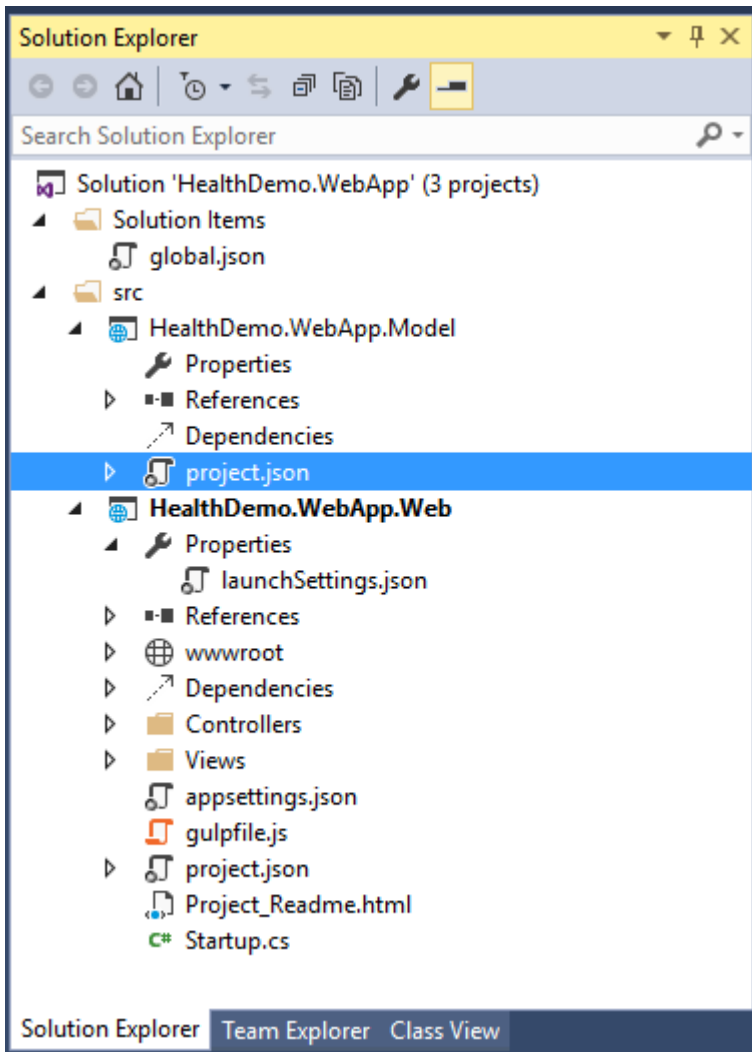 Solution Explorer
Search Solution Explorer
Solution 'HealthDemo.WebApp' (3 projects)
Solution Items
global.json
src
HealthDemo.WebApp.Model
Properties
References
Dependencies
project.json
HealthDemo.WebApp.Web
Properties
launchSettings.json
References
wwwroot
Dependencies
Controllers
Views
appsettings.json
gulpfile.js
project.json
Project_Readme.html
C# Startup.cs
Solution Explorer Team Explorer Class View